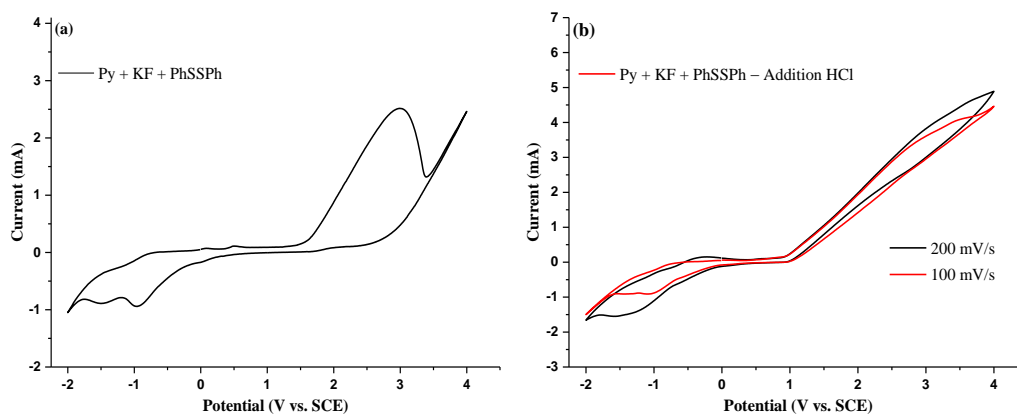 (a)
Py + KF + PhSSPh
4
3
2
1
0
-1
-2
-2 -1 0 1 2 3 4
Current (mA)
Potential (V vs. SCE)
(b)
Py + KF + PhSSPh − Addition HCl
7
6
5
4
3
2
1
0
-1
-2
-3
-2 -1 0 1 2 3 4
Current (mA)
Potential (V vs. SCE)
200 mV/s
100 mV/s